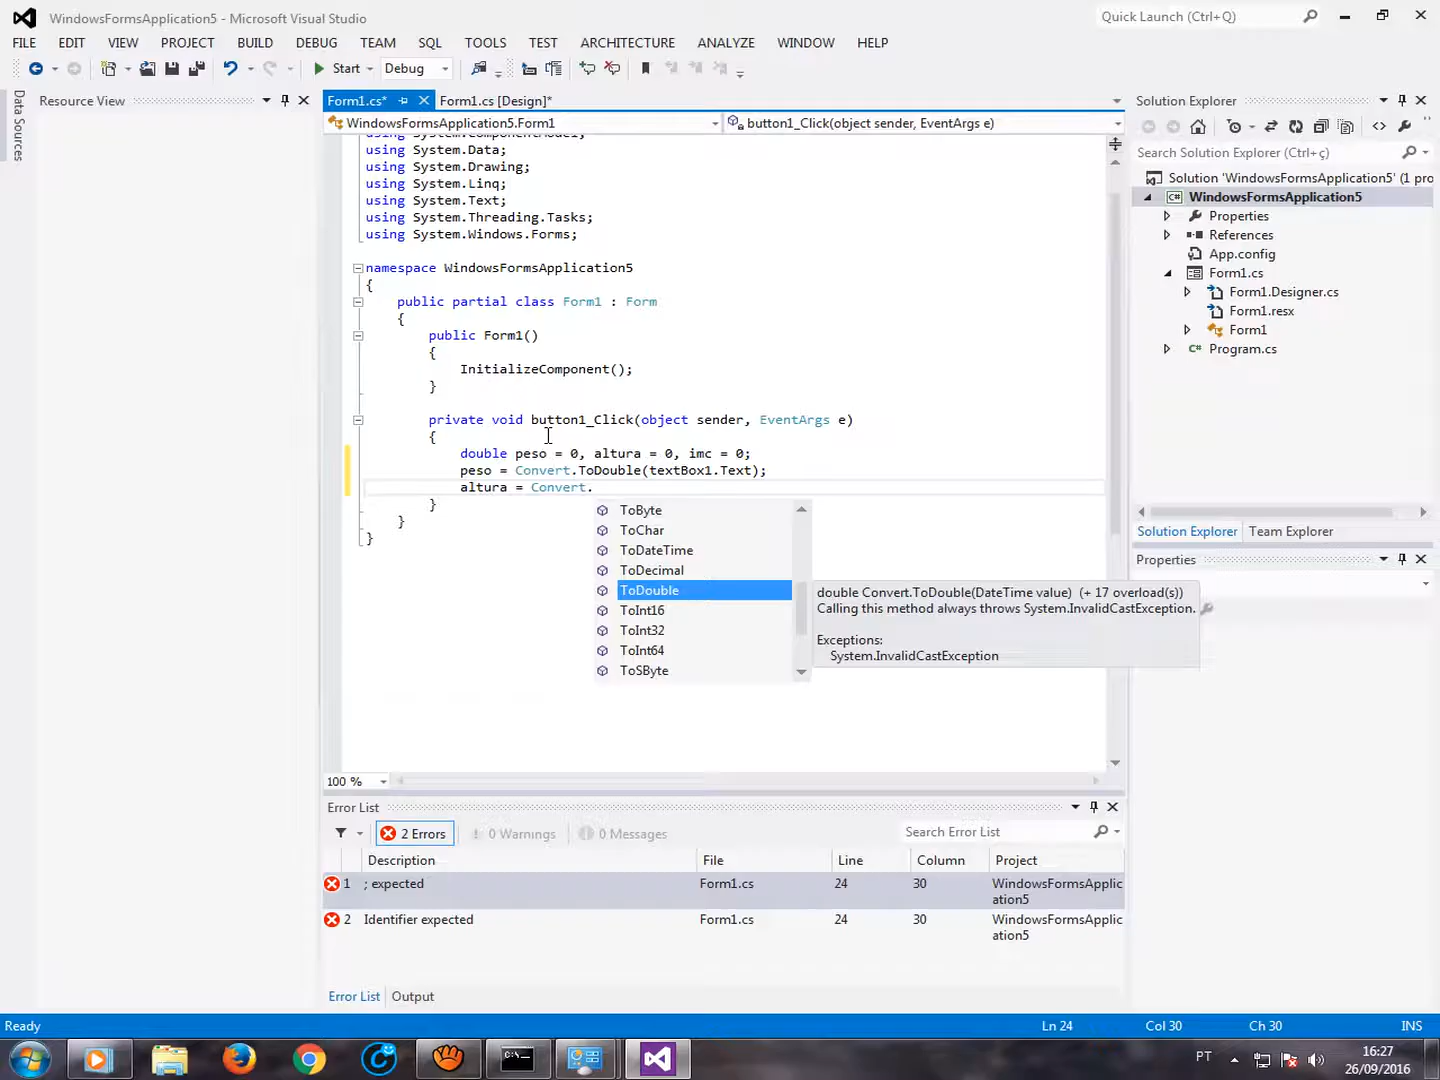 WindowsFormsApplication5 - Microsoft Visual Studio
Quick Launch (Ctrl+Q)
FILE EDIT VIEW PROJECT BUILD DEBUG TEAM SQL TOOLS TEST ARCHITECTURE ANALYZE WINDOW HELP
Start Debug
Data Sources
Resource View
Form1.cs*
Form1.cs [Design]*
WindowsFormsApplication5.Form1
button1_Click(object sender, EventArgs e)
using System.ComponentModel;
using System.Data;
using System.Drawing;
using System.Linq;
using System.Text;
using System.Threading.Tasks;
using System.Windows.Forms;
namespace WindowsFormsApplication5
{
public partial class Form1 : Form
{
public Form1()
{
InitializeComponent();
}
private void button1_Click(object sender, EventArgs e)
{
double peso = 0, altura = 0, imc = 0;
peso = Convert.ToDouble(textBox1.Text);
altura = Convert.
}
}
}
ToByte
ToChar
ToDateTime
ToDecimal
ToDouble
ToInt16
ToInt32
ToInt64
ToSByte
double Convert.ToDouble(DateTime value) (+ 17 overload(s))
Calling this method always throws System.InvalidCastException.
Exceptions:
System.InvalidCastException
100 %
Solution Explorer
Search Solution Explorer (Ctrl+ç)
Solution 'WindowsFormsApplication5' (1 pro
WindowsFormsApplication5
Properties
References
App.config
Form1.cs
Form1.Designer.cs
Form1.resx
Form1
Program.cs
Solution Explorer Team Explorer
Properties
Error List
2 Errors 0 Warnings 0 Messages
Search Error List
Description File Line Column Project
1 ; expected Form1.cs 24 30 WindowsFormsApplic
ation5
2 Identifier expected Form1.cs 24 30 WindowsFormsApplic
ation5
Error List Output
Ready Ln 24 Col 30 Ch 30 INS
PT
16:27
26/09/2016